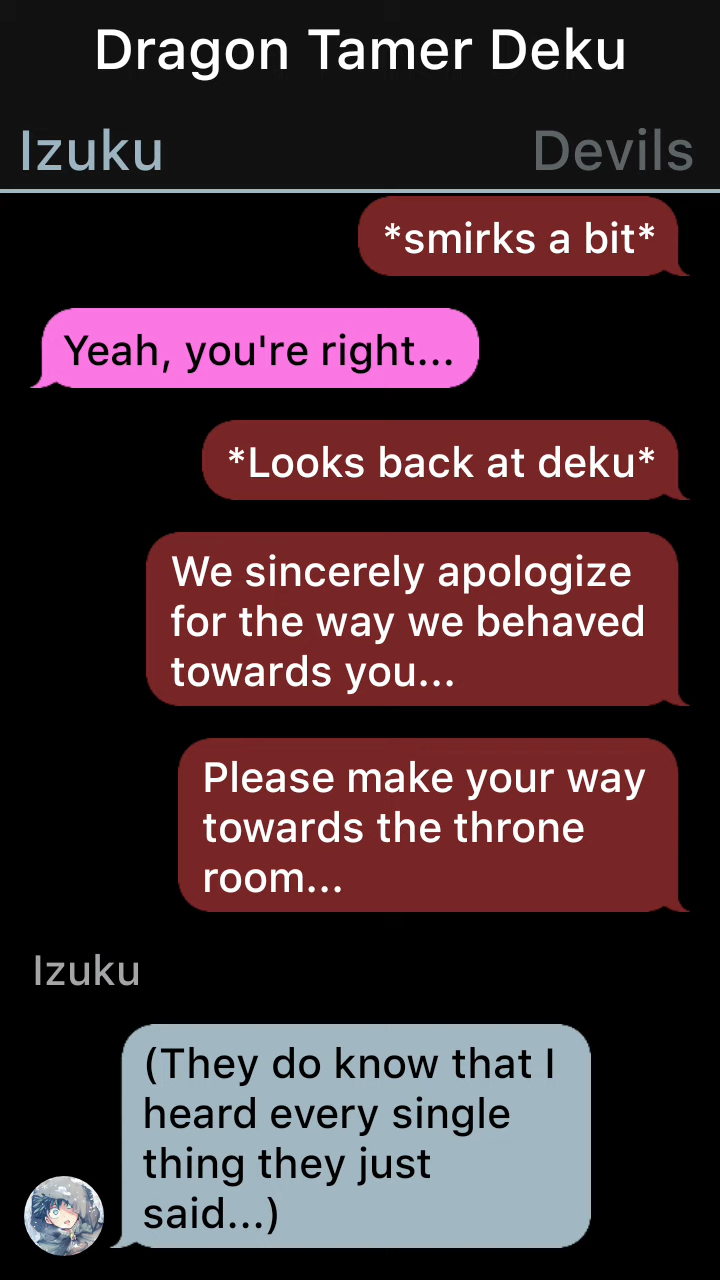 Dragon Tamer Deku
Izuku
Devils
*smirks a bit*
Yeah, you're right...
*Looks back at deku*
We sincerely apologize
for the way we behaved
towards you...
Please make your way
towards the throne
room...
Izuku
(They do know that I
heard every single
thing they just
said...)